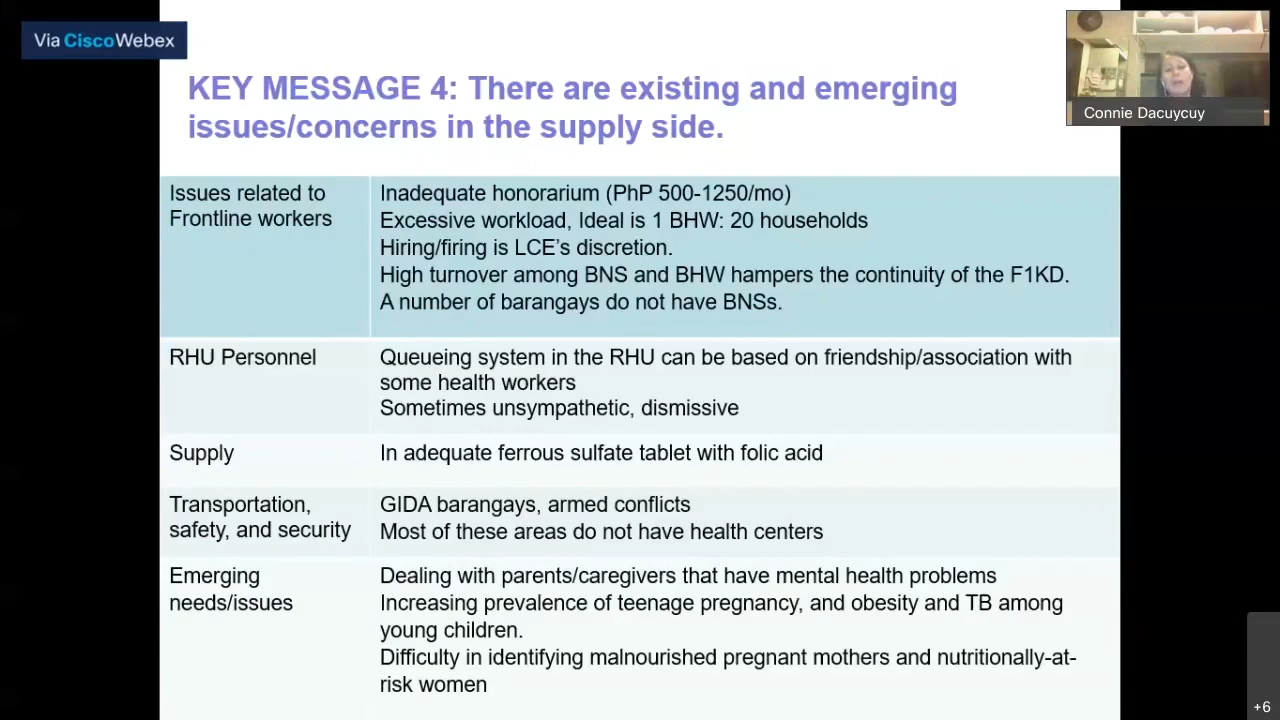 Via CiscoWebex
KEY MESSAGE 4: There are existing and emerging
issues/concerns in the supply side.
Connie Dacuycuy
Issues related to
Frontline workers
Inadequate honorarium (PhP 500-1250/mo)
Excessive workload, Ideal is 1 BHW: 20 households
Hiring/firing is LCE's discretion.
High turnover among BNS and BHW hampers the continuity of the F1KD.
A number of barangays do not have BNSs.
RHU Personnel
Queueing system in the RHU can be based on friendship/association with
some health workers
Sometimes unsympathetic, dismissive
Supply
In adequate ferrous sulfate tablet with folic acid
Transportation,
safety, and security
GIDA barangays, armed conflicts
Most of these areas do not have health centers
Emerging
needs/issues
Dealing with parents/caregivers that have mental health problems
Increasing prevalence of teenage pregnancy, and obesity and TB among
young children.
Difficulty in identifying malnourished pregnant mothers and nutritionally-at-
risk women
+6